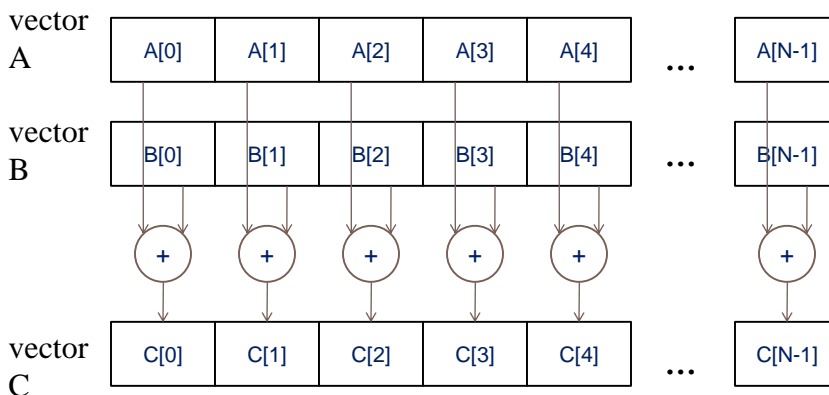 vector A
A[0] A[1] A[2] A[3] A[4] ... A[N-1]
vector B
B[0] B[1] B[2] B[3] B[4] ... B[N-1]
+ + + + + +
vector C
C[0] C[1] C[2] C[3] C[4] ... C[N-1]